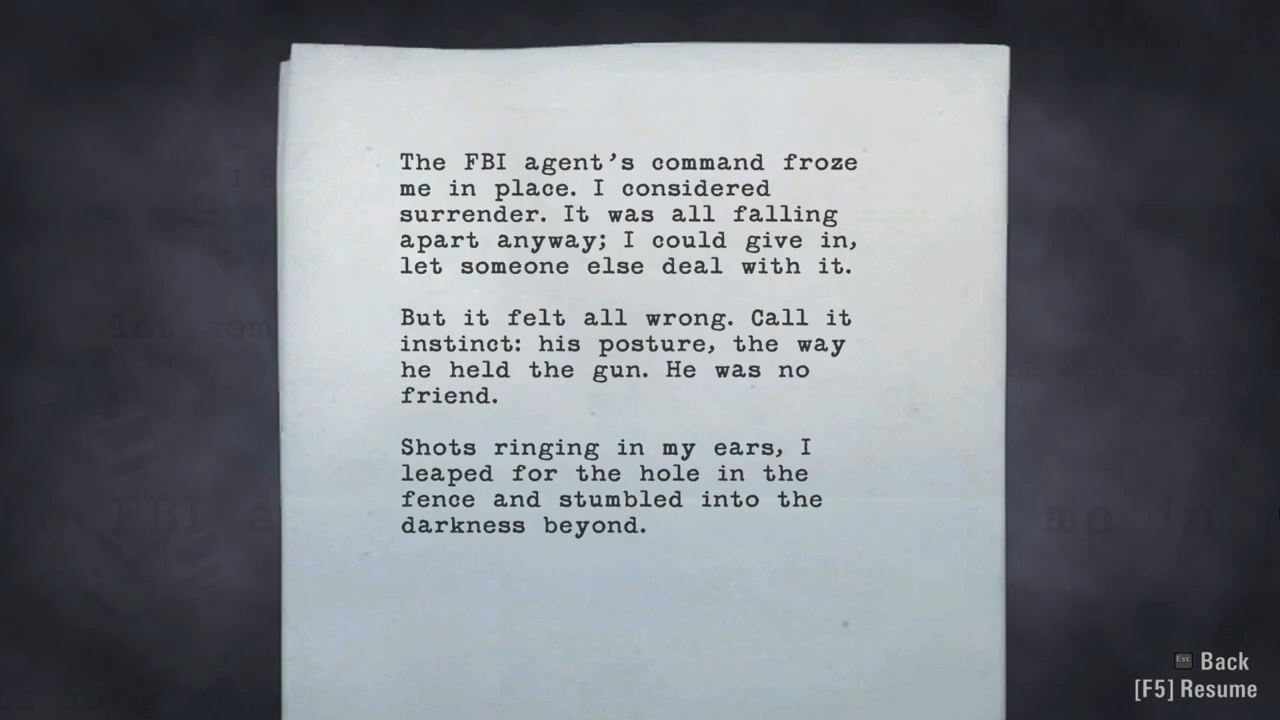 The FBI agent's command froze
me in place. I considered
surrender. It was all falling
apart anyway; I could give in,
let someone else deal with it.
But it felt all wrong. Call it
instinct: his posture, the way
he held the gun. He was no
friend.
Shots ringing in my ears, I
leaped for the hole in the
fence and stumbled into the
darkness beyond.
Esc Back
[F5] Resume